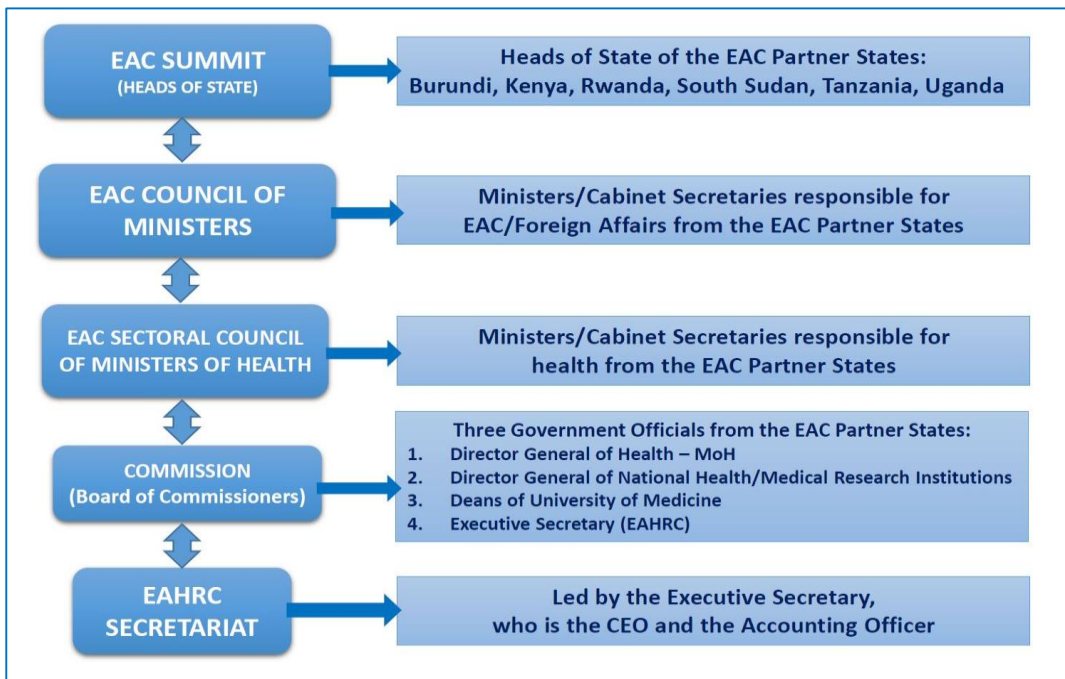 EAC SUMMIT
(HEADS OF STATE)
Heads of State of the EAC Partner States:
Burundi, Kenya, Rwanda, South Sudan, Tanzania, Uganda
EAC COUNCIL OF
MINISTERS
Ministers/Cabinet Secretaries responsible for
EAC/Foreign Affairs from the EAC Partner States
EAC SECTORAL COUNCIL
OF MINISTERS OF HEALTH
Ministers/Cabinet Secretaries responsible for
health from the EAC Partner States
COMMISSION
(Board of Commissioners)
Three Government Officials from the EAC Partner States:
1. Director General of Health – MoH
2. Director General of National Health/Medical Research Institutions
3. Deans of University of Medicine
4. Executive Secretary (EAHRC)
EAHRC
SECRETARIAT
Led by the Executive Secretary,
who is the CEO and the Accounting Officer